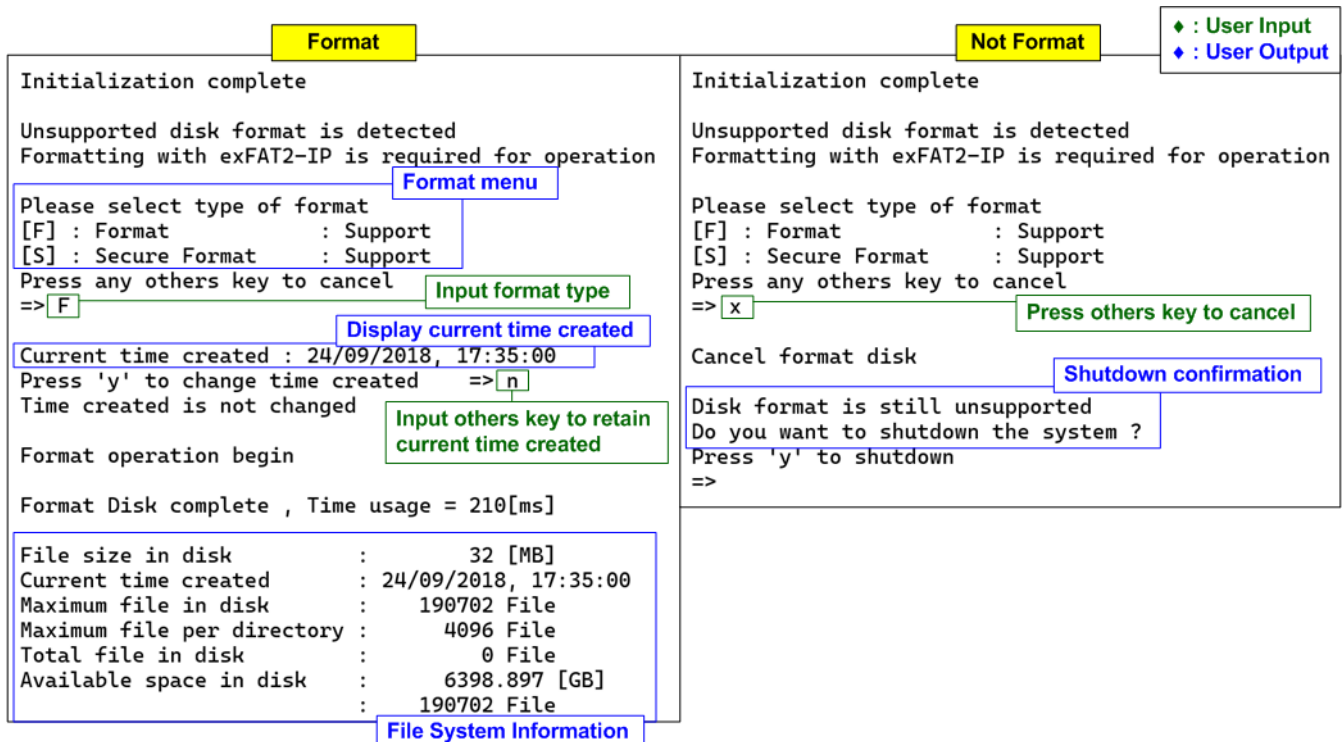 ♦ : User Input
♦ : User Output
Format
Initialization complete
Unsupported disk format is detected
Formatting with exFAT2-IP is required for operation
Format menu
Please select type of format
[F] : Format : Support
[S] : Secure Format : Support
Press any others key to cancel
=> F
Input format type
Display current time created
Current time created : 24/09/2018, 17:35:00
Press 'y' to change time created => n
Time created is not changed
Input others key to retain
current time created
Format operation begin
Format Disk complete , Time usage = 210[ms]
File size in disk : 32 [MB]
Current time created : 24/09/2018, 17:35:00
Maximum file in disk : 190702 File
Maximum file per directory : 4096 File
Total file in disk : 0 File
Available space in disk : 6398.897 [GB]
: 190702 File
File System Information
Not Format
Initialization complete
Unsupported disk format is detected
Formatting with exFAT2-IP is required for operation
Please select type of format
[F] : Format : Support
[S] : Secure Format : Support
Press any others key to cancel
=> x
Press others key to cancel
Cancel format disk
Shutdown confirmation
Disk format is still unsupported
Do you want to shutdown the system ?
Press 'y' to shutdown
=>